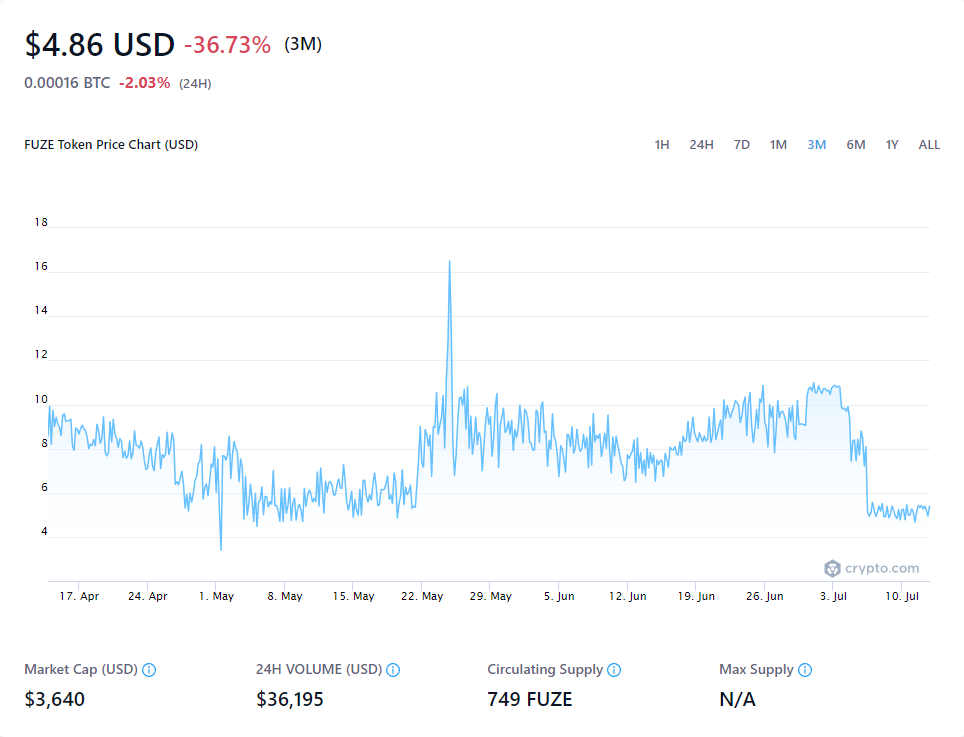 $4.86 USD -36.73% (3M)
0.00016 BTC -2.03% (24H)
FUZE Token Price Chart (USD) 1H 24H 7D 1M 3M 6M 1Y ALL
18
16
14
12
10
8
6
4
crypto.com
17. Apr 24. Apr 1. May 8. May 15. May 22. May 29. May 5. Jun 12. Jun 19. Jun 26. Jun 3. Jul 10. Jul
Market Cap (USD) 24H VOLUME (USD) Circulating Supply Max Supply
$3,640 $36,195 749 FUZE N/A